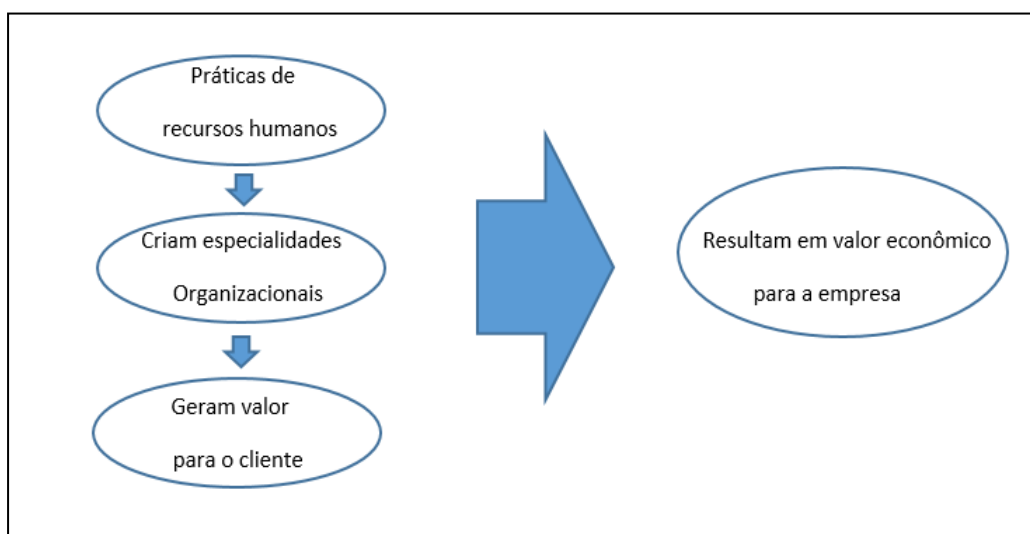 Práticas de
recursos humanos
Criam especialidades
Organizacionais
Geram valor
para o cliente
Resultam em valor econômico
para a empresa